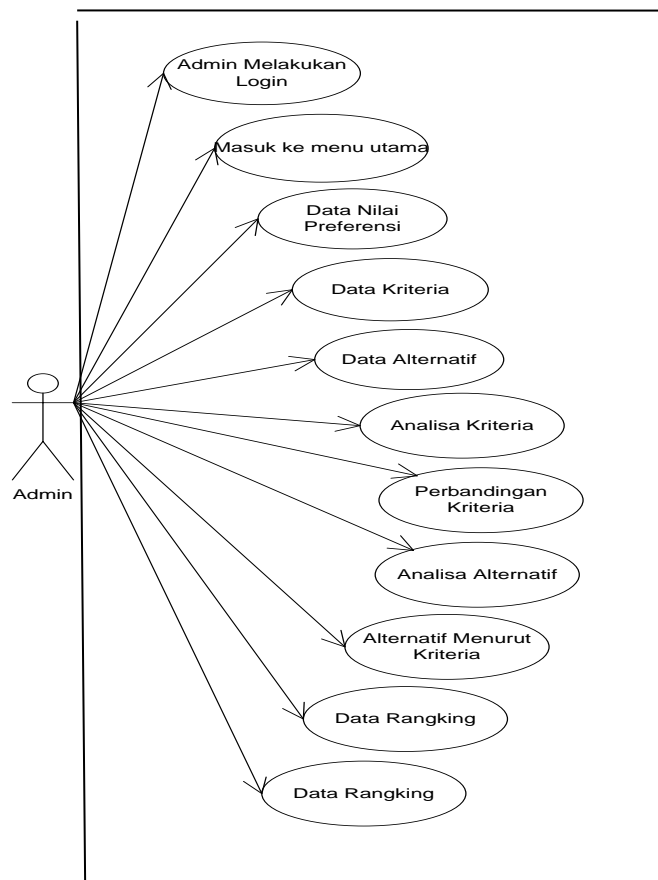 Admin Melakukan
Login
Masuk ke menu utama
Data Nilai
Preferensi
Data Kriteria
Data Alternatif
Analisa Kriteria
Admin
Perbandingan
Kriteria
Analisa Alternatif
Alternatif Menurut
Kriteria
Data Rangking
Data Rangking